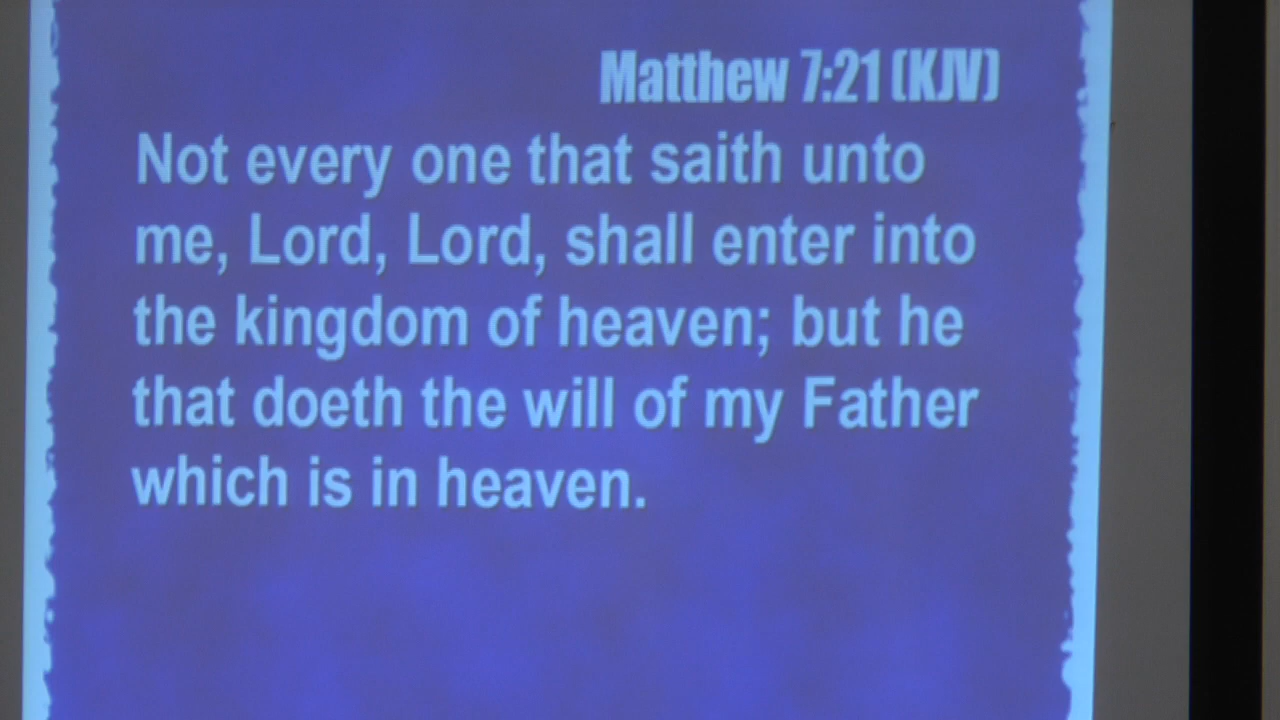 Matthew 7:21 (KJV)
Not every one that saith unto
me, Lord, Lord, shall enter into
the kingdom of heaven; but he
that doeth the will of my Father
which is in heaven.